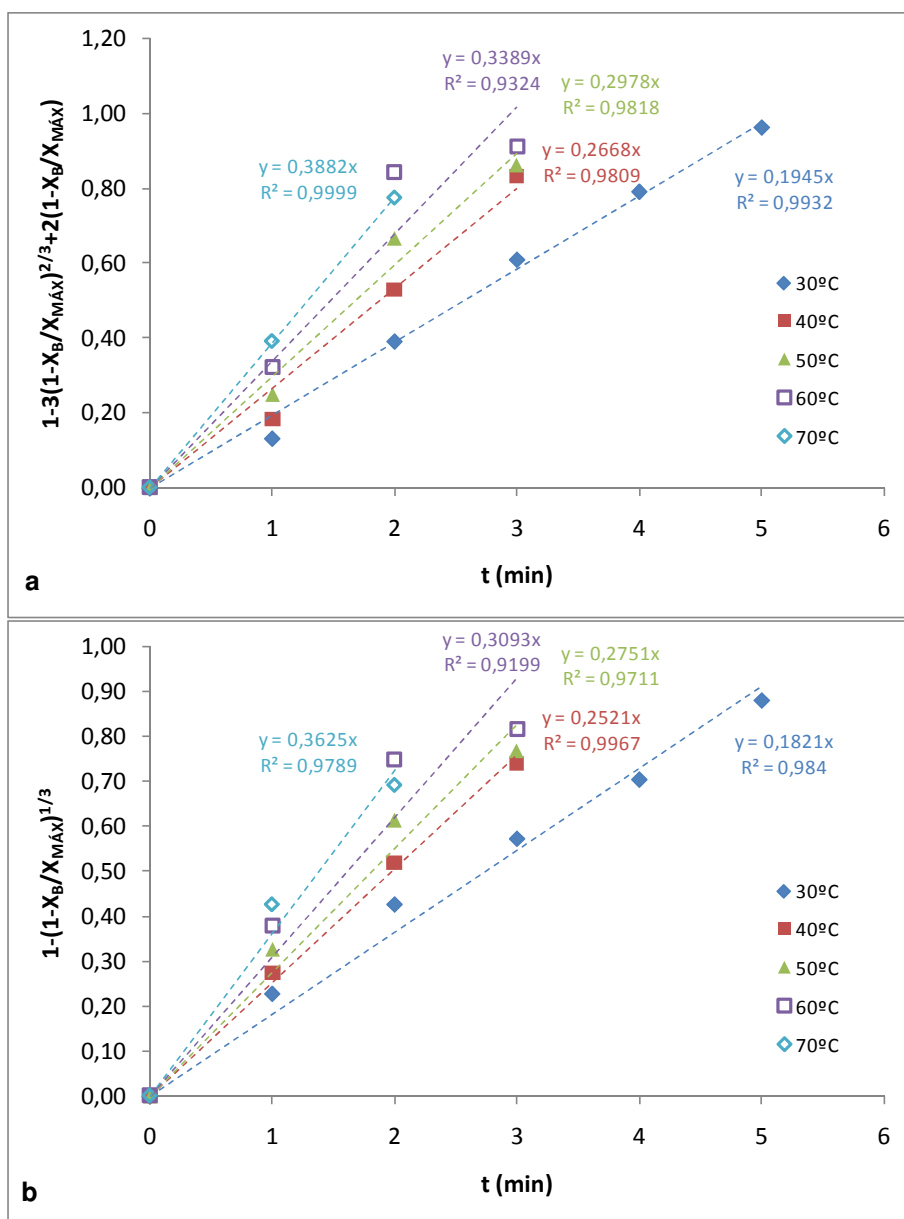 1,20
1,00
0,80
0,60
0,40
0,20
0,00
1-3(1-X_B/X_MÁX)^2/3+2(1-X_B/X_MÁX)
y = 0,3389x
R² = 0,9324
y = 0,2978x
R² = 0,9818
y = 0,3882x
R² = 0,9999
y = 0,2668x
R² = 0,9809
y = 0,1945x
R² = 0,9932
30ºC
40ºC
50ºC
60ºC
70ºC
0 1 2 3 4 5 6
t (min)
a
1,00
0,90
0,80
0,70
0,60
0,50
0,40
0,30
0,20
0,10
0,00
1-(1-X_B/X_MÁX)^1/3
y = 0,3093x
R² = 0,9199
y = 0,2751x
R² = 0,9711
y = 0,3625x
R² = 0,9789
y = 0,2521x
R² = 0,9967
y = 0,1821x
R² = 0,984
30ºC
40ºC
50ºC
60ºC
70ºC
0 1 2 3 4 5 6
t (min)
b